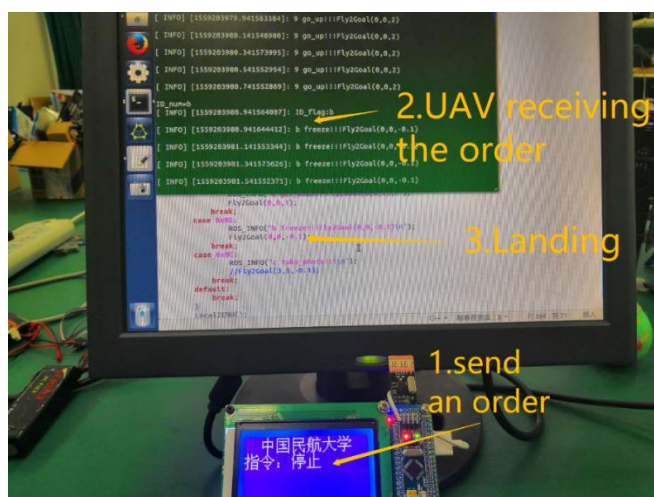 [ INFO] [1559203979.941583384]: 9 go_up!!!Fly2Goal(0,0,2)
[ INFO] [1559203980.141548980]: 9 go_up!!!Fly2Goal(0,0,2)
[ INFO] [1559203980.341573995]: 9 go_up!!!Fly2Goal(0,0,2)
[ INFO] [1559203980.541552954]: 9 go_up!!!Fly2Goal(0,0,2)
[ INFO] [1559203980.741552869]: 9 go_up!!!Fly2Goal(0,0,2)
ID_num=b
[ INFO] [1559203980.941564007]: ID_flag:b
[ INFO] [1559203980.941644412]: b freeze!!!Fly2Goal(0,0,-0.1)
[ INFO] [1559203981.141553344]: b freeze!!!Fly2Goal(0,0,-0.1)
[ INFO] [1559203981.341573626]: b freeze!!!Fly2Goal(0,0,-0.1)
[ INFO] [1559203981.541552371]: b freeze!!!Fly2Goal(0,0,-0.1)
2.UAV receiving
the order
break;
case 0x0B:
ROS_INFO("b freeze!!!Fly2Goal(0,0,-0.1)\n");
Fly2Goal(0,0,-0.1);
break;
3.Landing
case 0x0C:
//Fly2Goal(3,3,-0.1);
break;
default:
break;
}
C++
1.send
an order
中国民航大学
指令：停止